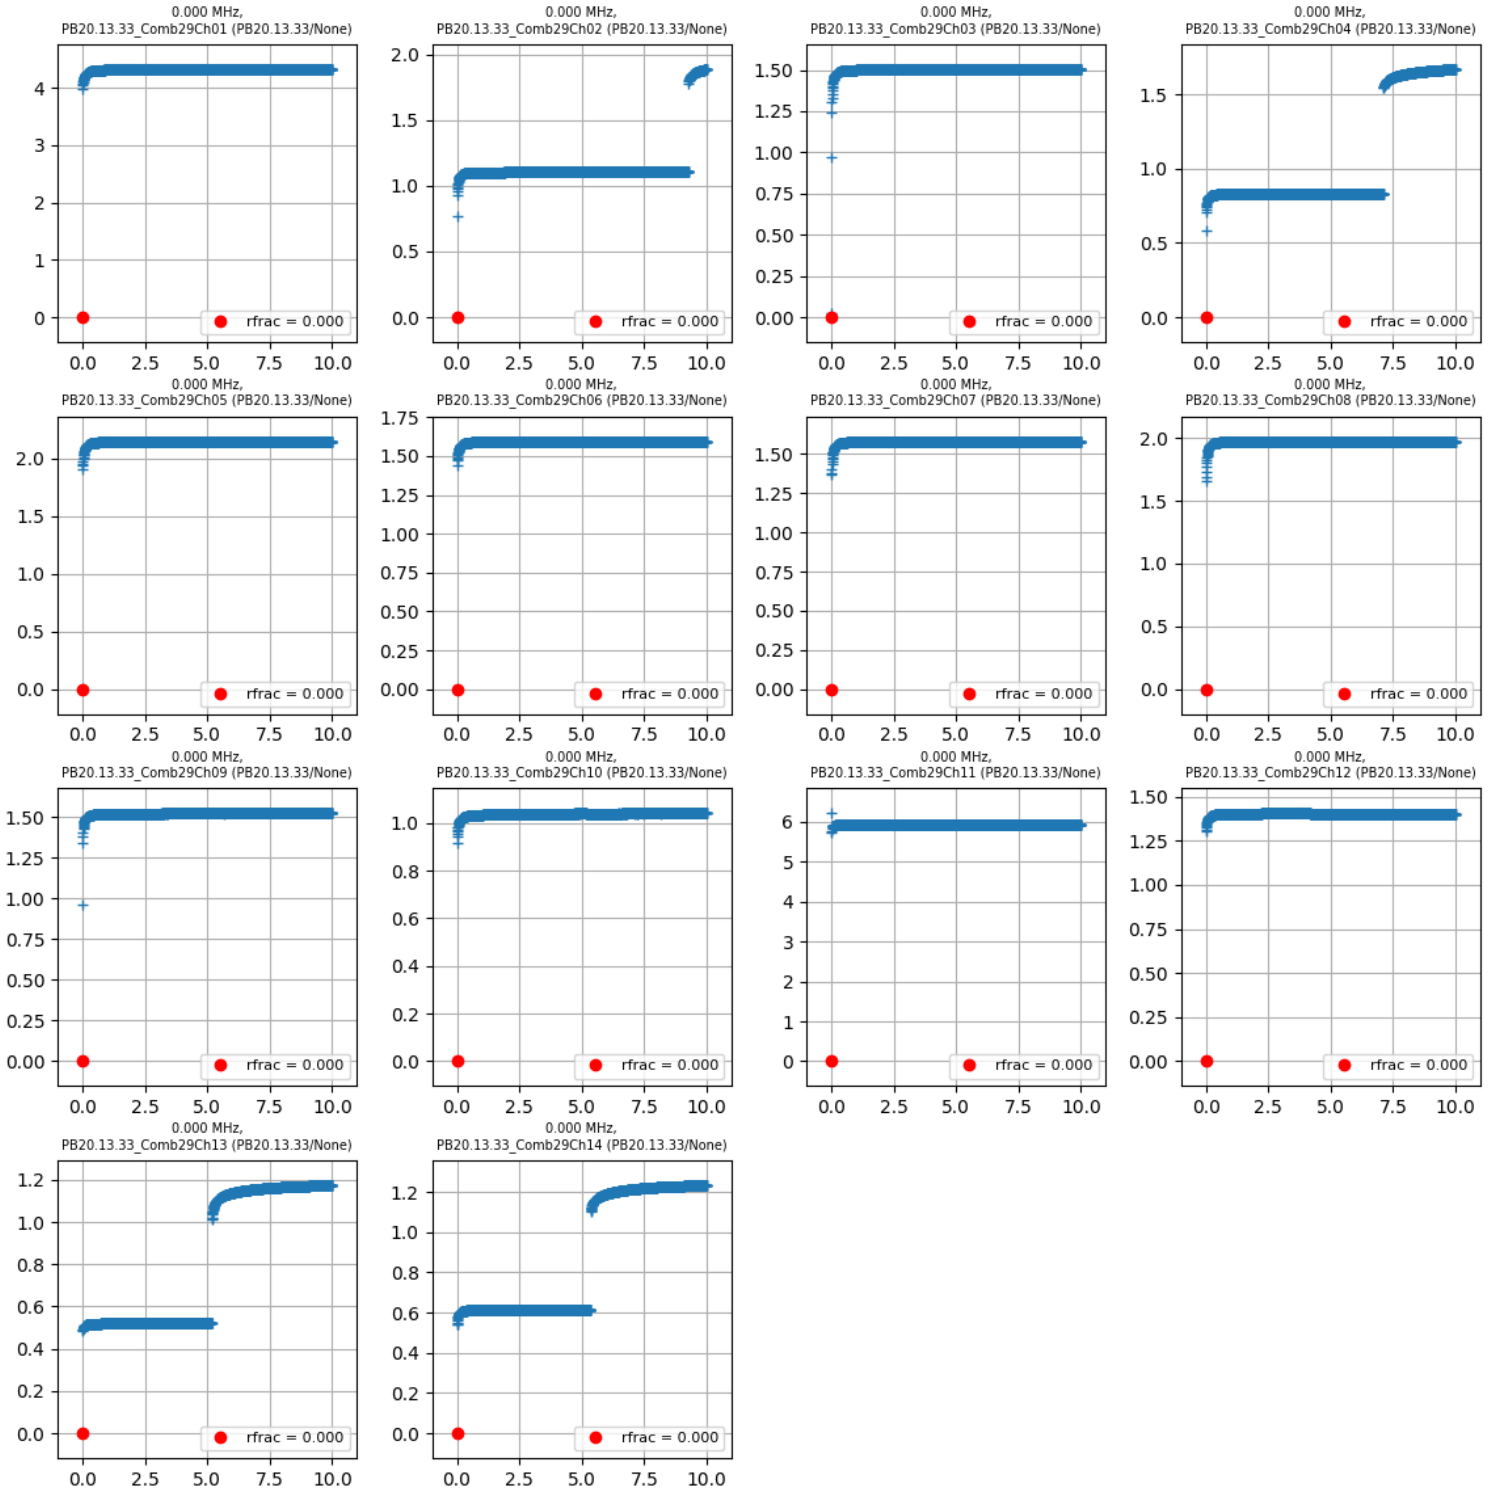 0.000 MHz,
PB20.13.33_Comb29Ch01 (PB20.13.33/None)
4
3
2
1
0
rfrac = 0.000
0.0 2.5 5.0 7.5 10.0
0.000 MHz,
PB20.13.33_Comb29Ch02 (PB20.13.33/None)
2.0
1.5
1.0
0.5
0.0
rfrac = 0.000
0.0 2.5 5.0 7.5 10.0
0.000 MHz,
PB20.13.33_Comb29Ch03 (PB20.13.33/None)
1.50
1.25
1.00
0.75
0.50
0.25
0.00
rfrac = 0.000
0.0 2.5 5.0 7.5 10.0
0.000 MHz,
PB20.13.33_Comb29Ch04 (PB20.13.33/None)
1.5
1.0
0.5
0.0
rfrac = 0.000
0.0 2.5 5.0 7.5 10.0
0.000 MHz,
PB20.13.33_Comb29Ch05 (PB20.13.33/None)
2.0
1.5
1.0
0.5
0.0
rfrac = 0.000
0.0 2.5 5.0 7.5 10.0
0.000 MHz,
PB20.13.33_Comb29Ch06 (PB20.13.33/None)
1.75
1.50
1.25
1.00
0.75
0.50
0.25
0.00
rfrac = 0.000
0.0 2.5 5.0 7.5 10.0
0.000 MHz,
PB20.13.33_Comb29Ch07 (PB20.13.33/None)
1.50
1.25
1.00
0.75
0.50
0.25
0.00
rfrac = 0.000
0.0 2.5 5.0 7.5 10.0
0.000 MHz,
PB20.13.33_Comb29Ch08 (PB20.13.33/None)
2.0
1.5
1.0
0.5
0.0
rfrac = 0.000
0.0 2.5 5.0 7.5 10.0
0.000 MHz,
PB20.13.33_Comb29Ch09 (PB20.13.33/None)
1.50
1.25
1.00
0.75
0.50
0.25
0.00
rfrac = 0.000
0.0 2.5 5.0 7.5 10.0
0.000 MHz,
PB20.13.33_Comb29Ch10 (PB20.13.33/None)
1.0
0.8
0.6
0.4
0.2
0.0
rfrac = 0.000
0.0 2.5 5.0 7.5 10.0
0.000 MHz,
PB20.13.33_Comb29Ch11 (PB20.13.33/None)
6
5
4
3
2
1
0
rfrac = 0.000
0.0 2.5 5.0 7.5 10.0
0.000 MHz,
PB20.13.33_Comb29Ch12 (PB20.13.33/None)
1.50
1.25
1.00
0.75
0.50
0.25
0.00
rfrac = 0.000
0.0 2.5 5.0 7.5 10.0
0.000 MHz,
PB20.13.33_Comb29Ch13 (PB20.13.33/None)
1.2
1.0
0.8
0.6
0.4
0.2
0.0
rfrac = 0.000
0.0 2.5 5.0 7.5 10.0
0.000 MHz,
PB20.13.33_Comb29Ch14 (PB20.13.33/None)
1.2
1.0
0.8
0.6
0.4
0.2
0.0
rfrac = 0.000
0.0 2.5 5.0 7.5 10.0